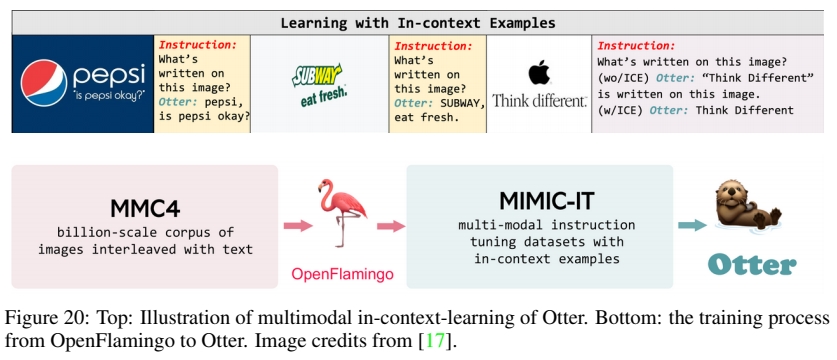 Learning with In-context Examples
pepsi
"is pepsi okay?"
Instruction:
What's
written on
this image?
Otter: pepsi,
is pepsi okay?
SUBWAY
eat fresh.
Instruction:
What's
written on
this image?
Otter: SUBWAY,
eat fresh.
Think different.
Instruction:
What's written on this image?
(wo/ICE) Otter: “Think Different”
is written on this image.
(w/ICE) Otter: Think Different
MMC4
billion-scale corpus of
images interleaved with text
OpenFlamingo
MIMIC-IT
multi-modal instruction
tuning datasets with
in-context examples
Otter
Figure 20: Top: Illustration of multimodal in-context-learning of Otter. Bottom: the training process
from OpenFlamingo to Otter. Image credits from [17].